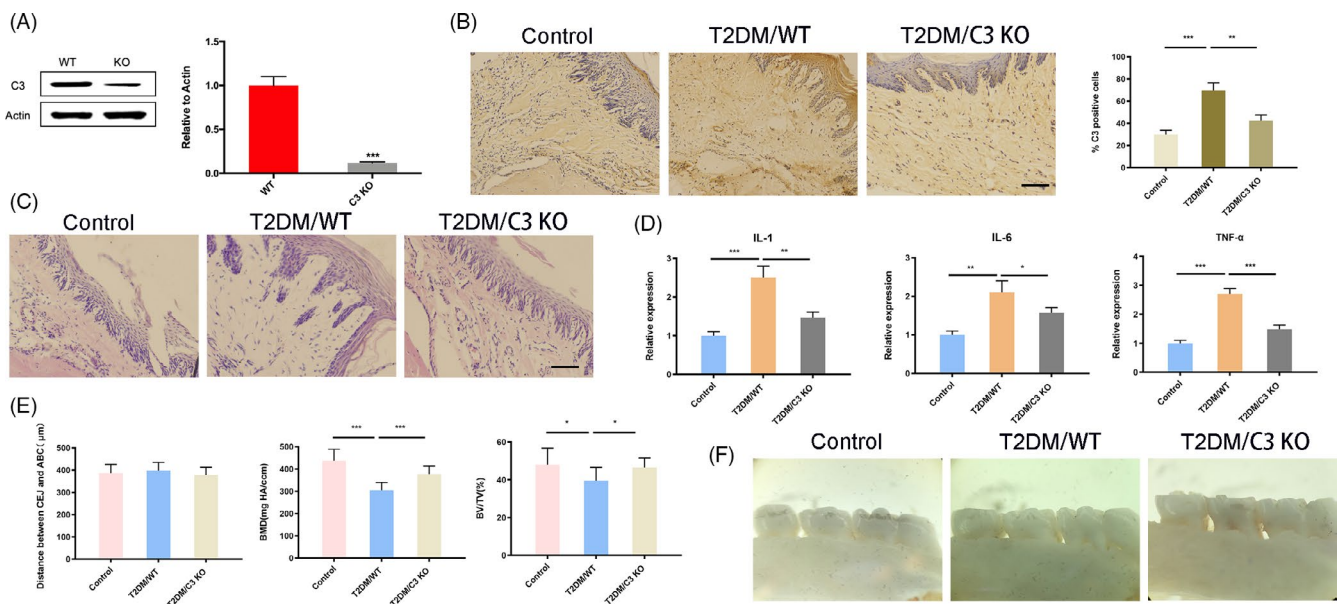 (A)
WT KO
C3
Actin
Relative to Actin
1.5
1.0
0.5
0.0
***
WT
C3 KO
(B)
Control
T2DM/WT
T2DM/C3 KO
% C3 positive cells
100
80
60
40
20
0
*** **
Control
T2DM/WT
T2DM/C3 KO
(C)
Control
T2DM/WT
T2DM/C3 KO
(D)
IL-1
Relative expression
4
3
2
1
0
*** **
Control
T2DM/WT
T2DM/C3 KO
IL-6
Relative expression
3
2
1
0
** *
Control
T2DM/WT
T2DM/C3 KO
TNF-α
Relative expression
4
3
2
1
0
*** ***
Control
T2DM/WT
T2DM/C3 KO
(E)
Distance between CEJ and ABC( μm)
500
400
300
200
100
0
Control
T2DM/WT
T2DM/C3 KO
BMD(mg HA/ccm)
600
500
400
300
200
100
0
*** ***
Control
T2DM/WT
T2DM/C3 KO
BV/TV(%)
60
40
20
0
* *
Control
T2DM/WT
T2DM/C3 KO
(F)
Control
T2DM/WT
T2DM/C3 KO